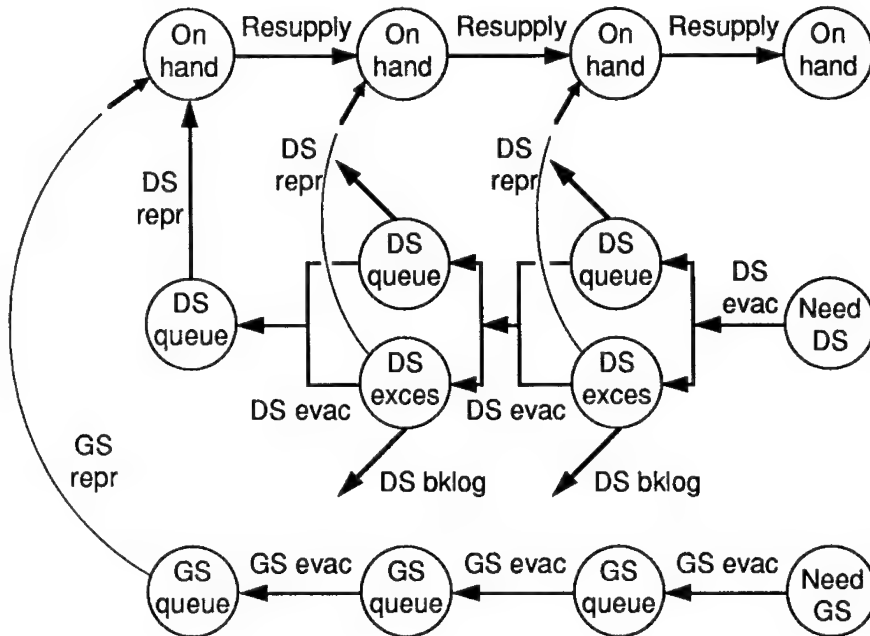 Resupply
Resupply
Resupply
On
hand
On
hand
On
hand
On
hand
DS
repr
DS
repr
DS
repr
DS
queue
DS
queue
DS
evac
DS
queue
Need
DS
DS
exces
DS
exces
DS evac
DS evac
GS
repr
DS bklog
DS bklog
GS evac
GS evac
GS evac
GS
queue
GS
queue
GS
queue
Need
GS